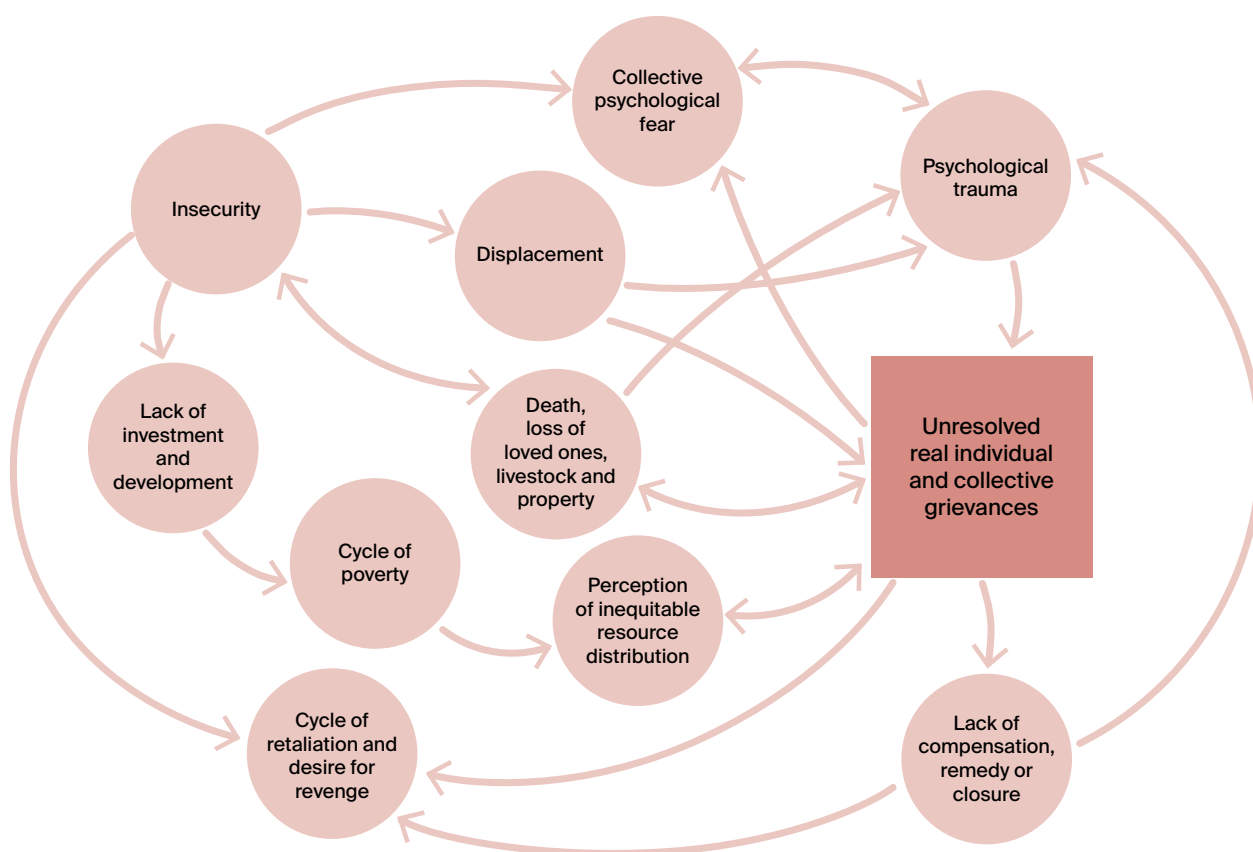 Collective
psychological
fear
Psychological
trauma
Insecurity
Displacement
Death,
loss of
loved ones,
livestock and
property
Unresolved
real individual
and collective
grievances
Lack of
investment
and
development
Cycle of
poverty
Perception
of inequitable
resource
distribution
Cycle of
retaliation and
desire for
revenge
Lack of
compensation,
remedy or
closure